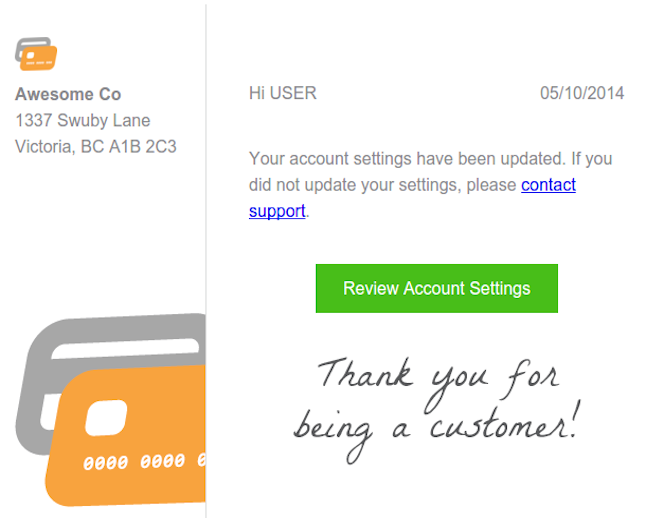 Awesome Co
1337 Swuby Lane
Victoria, BC A1B 2C3
0000 0000 0
Hi USER
05/10/2014
Your account settings have been updated. If you
did not update your settings, please contact
support.
Review Account Settings
Thank you for
being a customer!